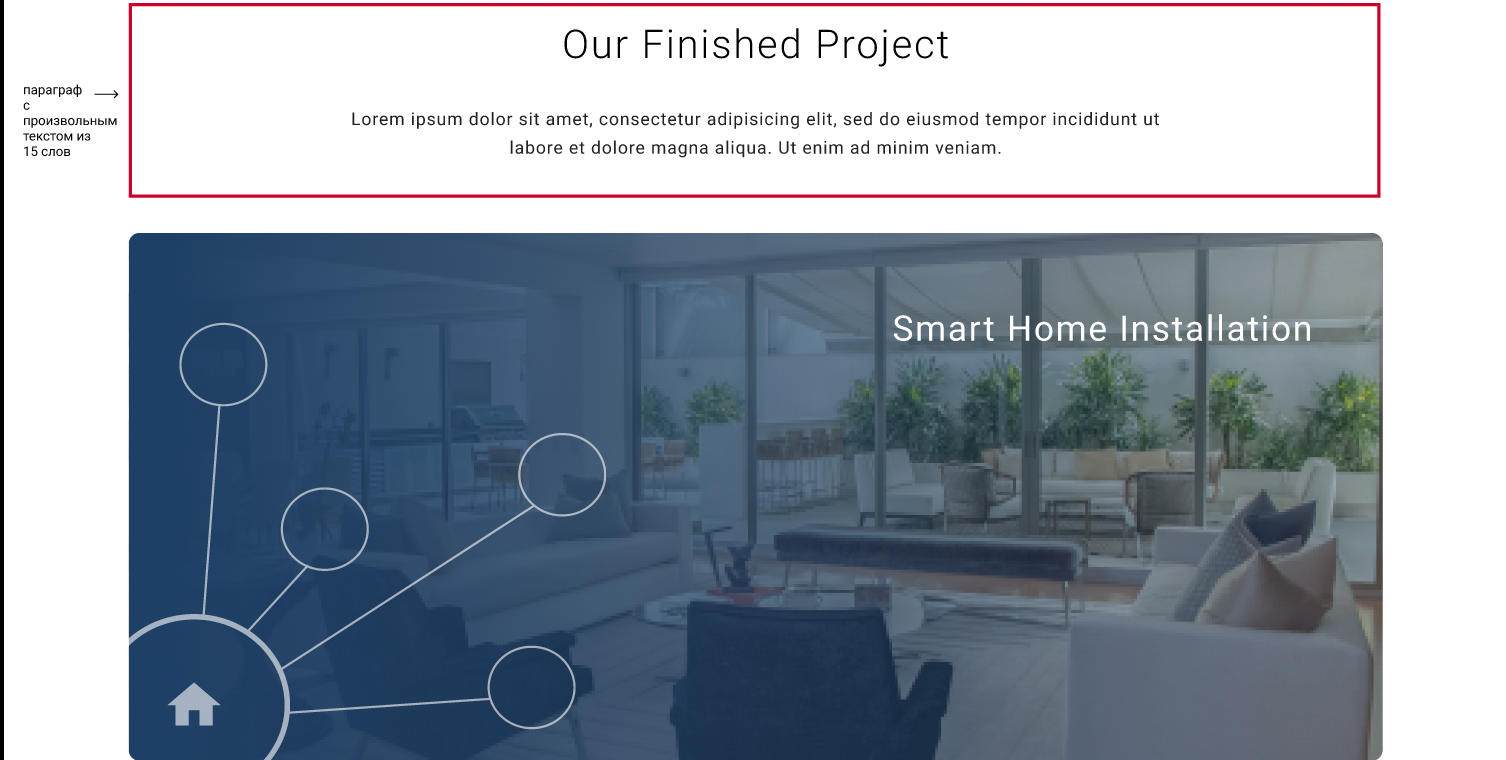 Our Finished Project
параграф
с
произвольным
текстом из
15 слов
Lorem ipsum dolor sit amet, consectetur adipisicing elit, sed do eiusmod tempor incididunt ut
labore et dolore magna aliqua. Ut enim ad minim veniam.
Smart Home Installation